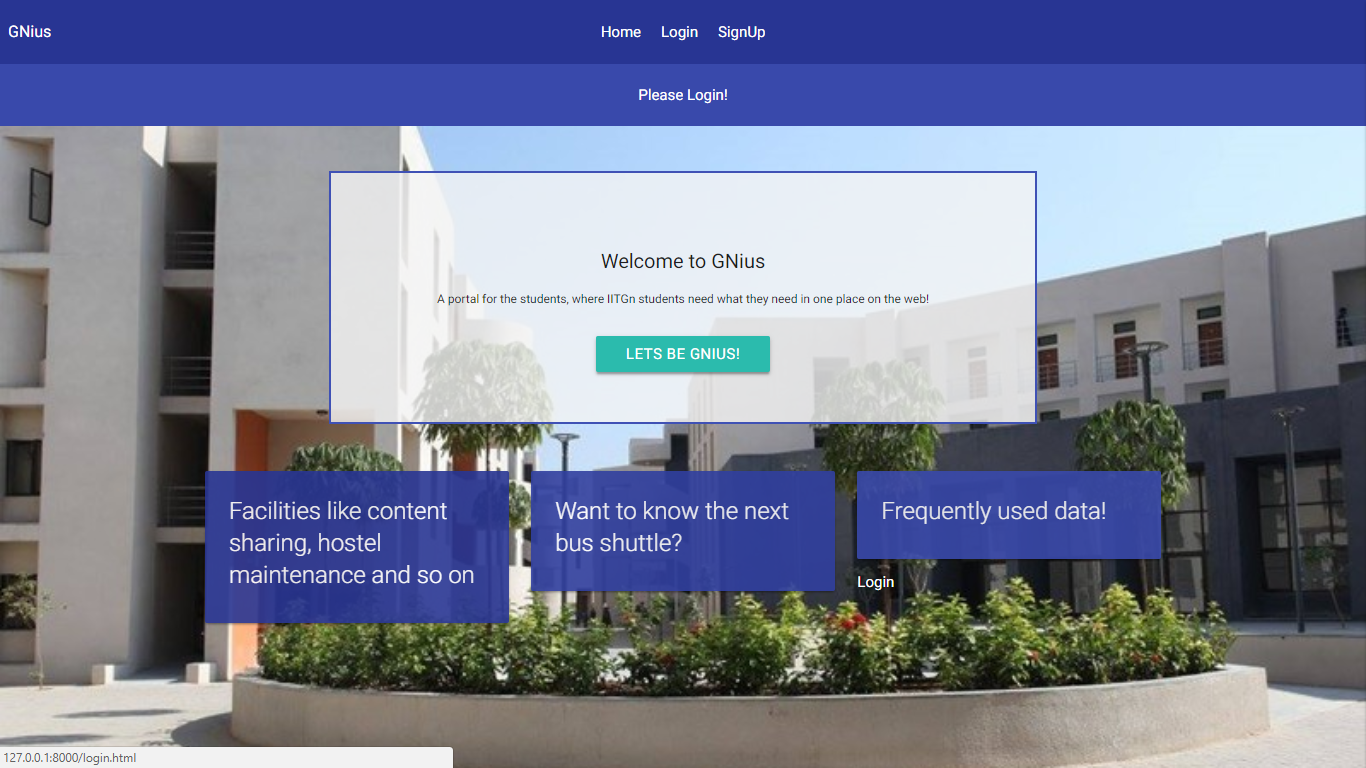 GNius
Home Login SignUp
Please Login!
Welcome to GNius
A portal for the students, where IITGn students need what they need in one place on the web!
LETS BE GNIUS!
Facilities like content
sharing, hostel
maintenance and so on
Want to know the next
bus shuttle?
Frequently used data!
Login
127.0.0.1:8000/login.html